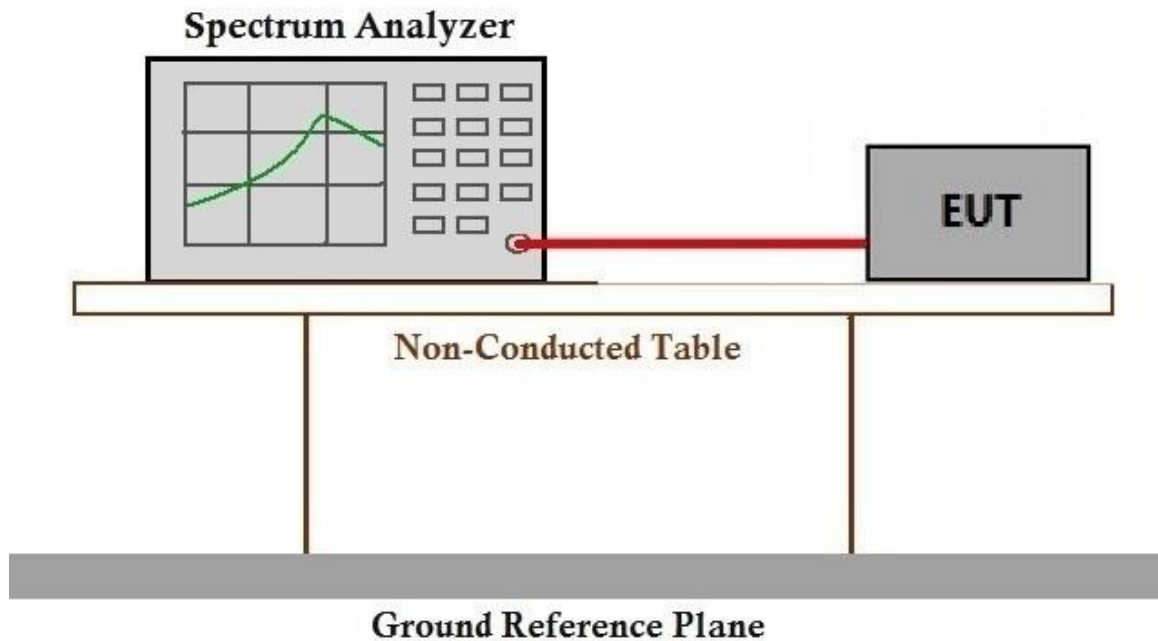 Spectrum Analyzer
EUT
Non-Conducted Table
Ground Reference Plane